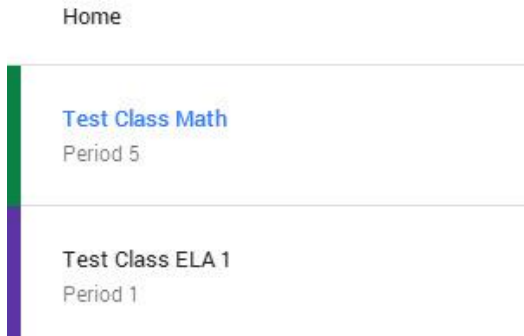 Home
Test Class Math
Period 5
Test Class ELA 1
Period 1